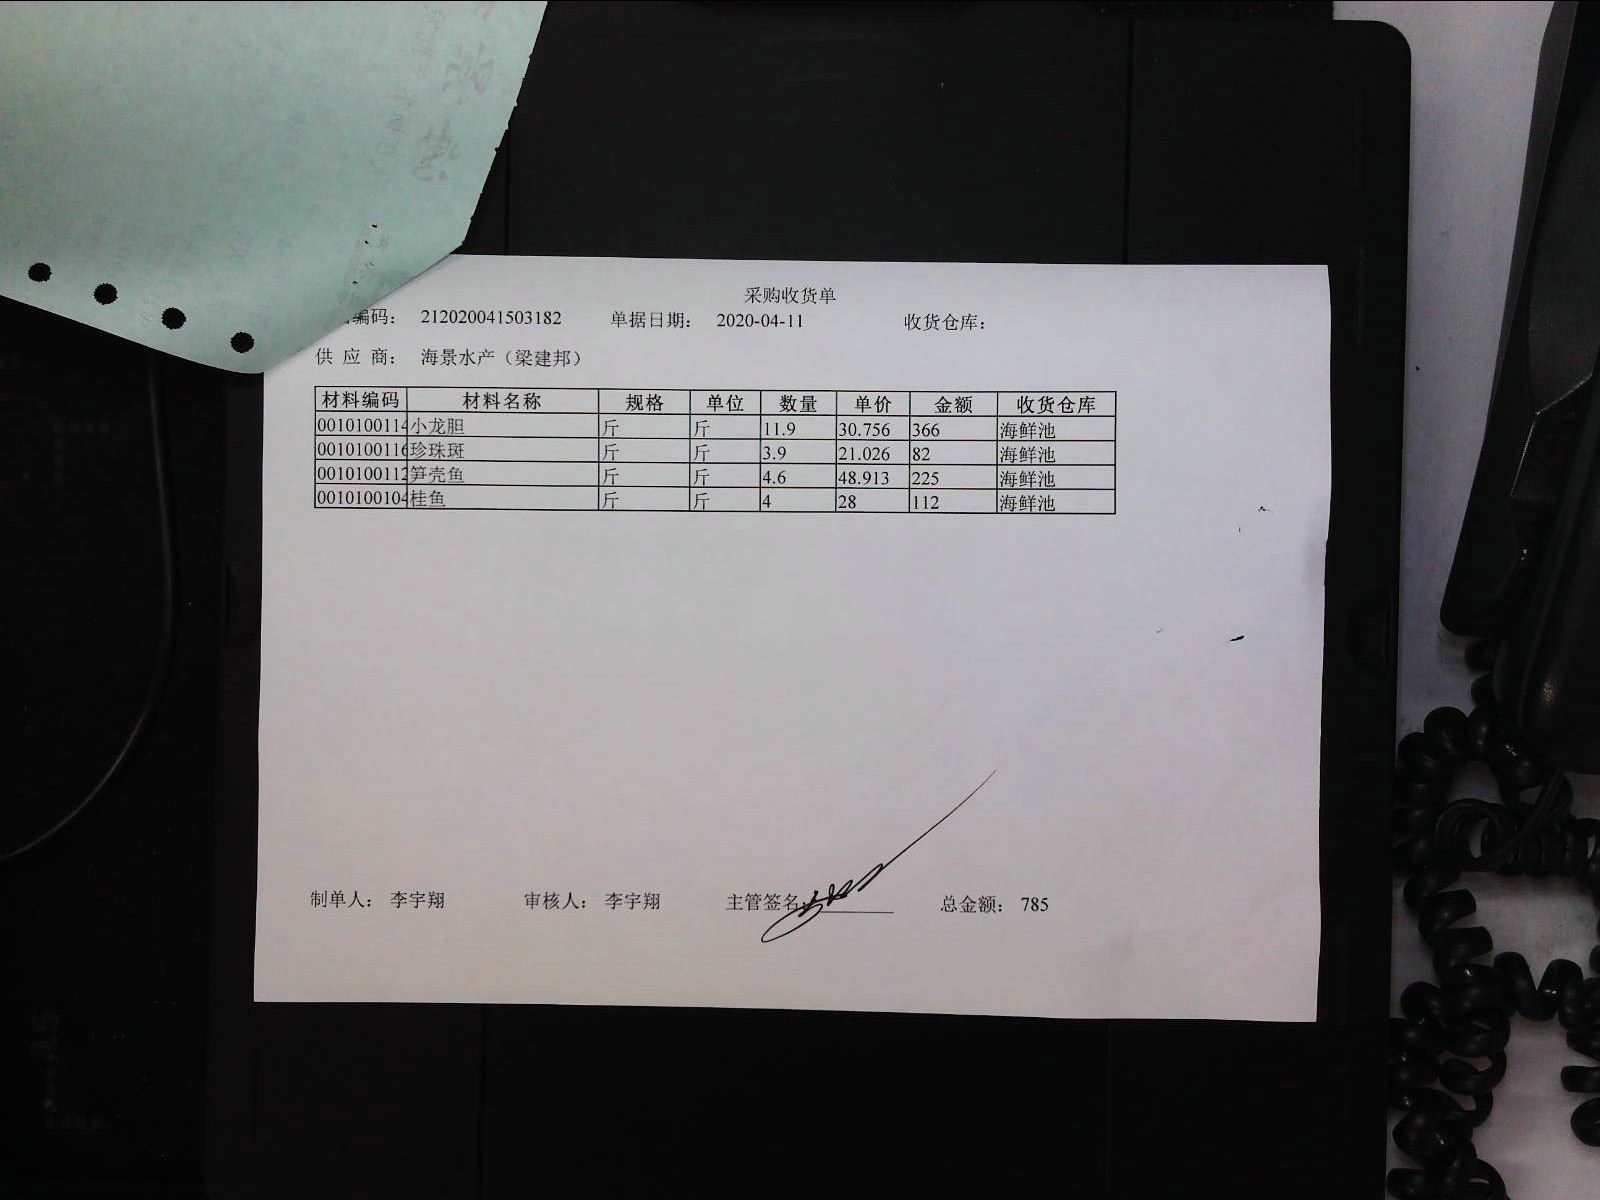 采购收货单
编码： 212020041503182 单据日期： 2020-04-11 收货仓库：
供 应 商： 海景水产（梁建邦）
材料编码 材料名称 规格 单位 数量 单价 金额 收货仓库
0010100114 小龙胆 斤 斤 11.9 30.756 366 海鲜池
0010100116 珍珠斑 斤 斤 3.9 21.026 82 海鲜池
0010100112 笋壳鱼 斤 斤 4.6 48.913 225 海鲜池
0010100104 桂鱼 斤 斤 4 28 112 海鲜池
制单人： 李宇翔 审核人： 李宇翔 主管签名： 总金额： 785